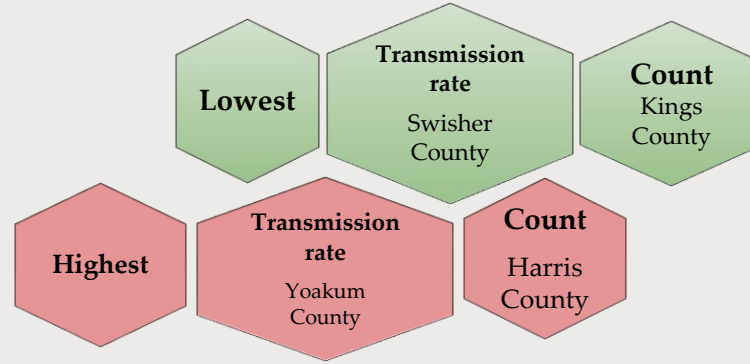 Lowest
Transmission
rate
Swisher
County
Count
Kings
County
Highest
Transmission
rate
Yoakum
County
Count
Harris
County